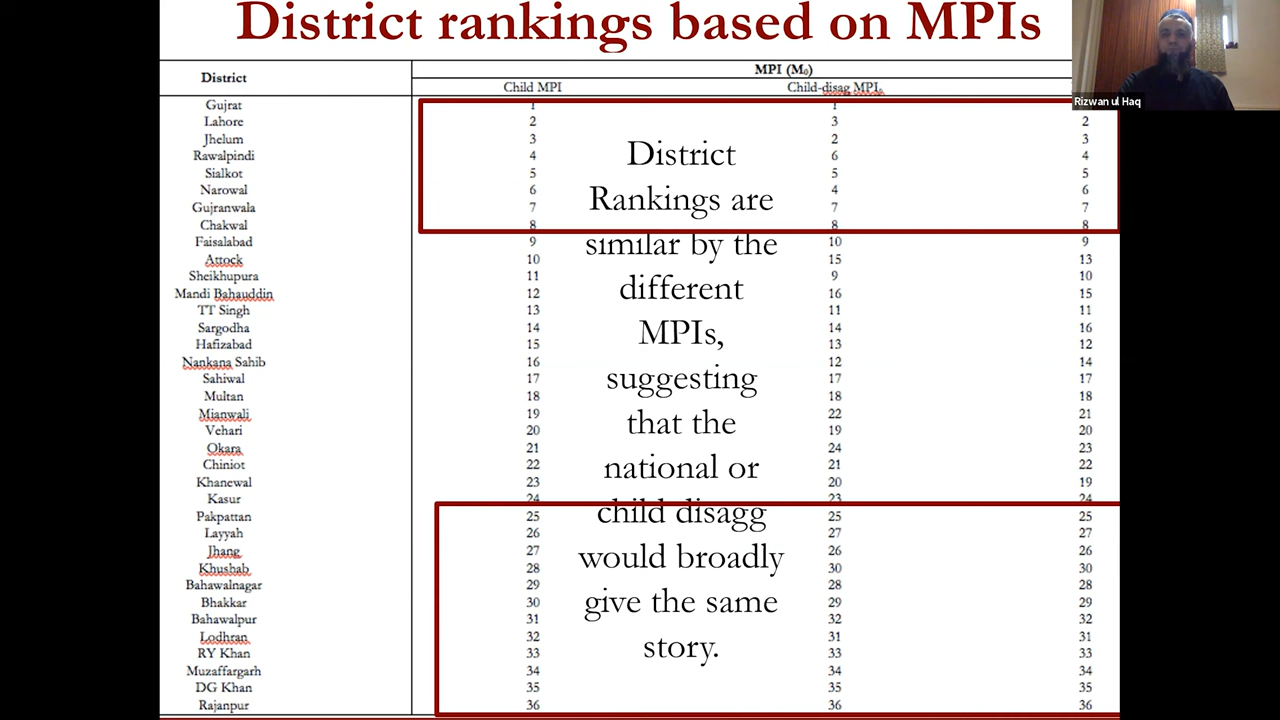 District rankings based on MPIs
Rizwan ul Haq
District MPI (M₀)
Child MPI Child-disag MPI
Gujrat 1 1
Lahore 2 3 2
Jhelum 3 2 3
Rawalpindi 4 6 4
Sialkot 5 5 5
Narowal 6 4 6
Gujranwala 7 7 7
Chakwal 8 8 8
Faisalabad 9 10 9
Attock 10 15 13
Sheikhupura 11 9 10
Mandi Bahauddin 12 16 15
TT Singh 13 11 11
Sargodha 14 14 16
Hafizabad 15 13 12
Nankana Sahib 16 12 14
Sahiwal 17 17 17
Multan 18 18 18
Mianwali 19 22 21
Vehari 20 19 20
Okara 21 24 23
Chiniot 22 21 22
Khanewal 23 20 19
Kasur 24 23 24
Pakpattan 25 25 25
Layyah 26 27 27
Jhang 27 26 26
Khushab 28 30 30
Bahawalnagar 29 28 28
Bhakkar 30 29 29
Bahawalpur 31 32 32
Lodhran 32 31 31
RY Khan 33 33 33
Muzaffargarh 34 34 34
DG Khan 35 35 35
Rajanpur 36 36 36
District
Rankings are
similar by the
different
MPIs,
suggesting
that the
national or
child disagg
would broadly
give the same
story.